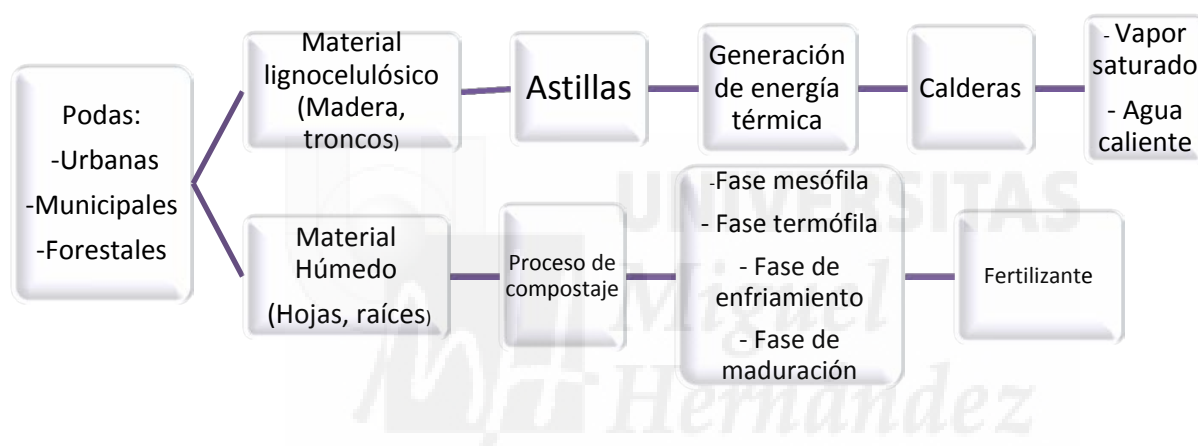 Podas:
-Urbanas
-Municipales
-Forestales
Material
lignocelulósico
(Madera,
troncos)
Astillas
Generación
de energía
térmica
Calderas
- Vapor
saturado
- Agua
caliente
Material
Húmedo
(Hojas, raíces)
Proceso de
compostaje
-Fase mesófila
- Fase termófila
- Fase de
enfriamiento
- Fase de
maduración
Fertilizante
UNIVERSITAS
Miguel
Hernández